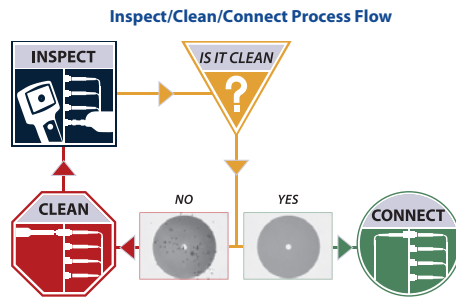 Inspect/Clean/Connect Process Flow
INSPECT
IS IT CLEAN
?
NO
YES
CLEAN
CONNECT